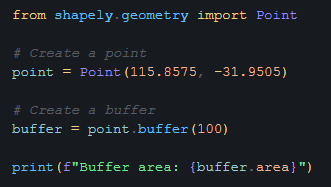 from shapely.geometry import Point
# Create a point
point = Point(115.8575, -31.9505)
# Create a buffer
buffer = point.buffer(100)
print(f"Buffer area: {buffer.area}")